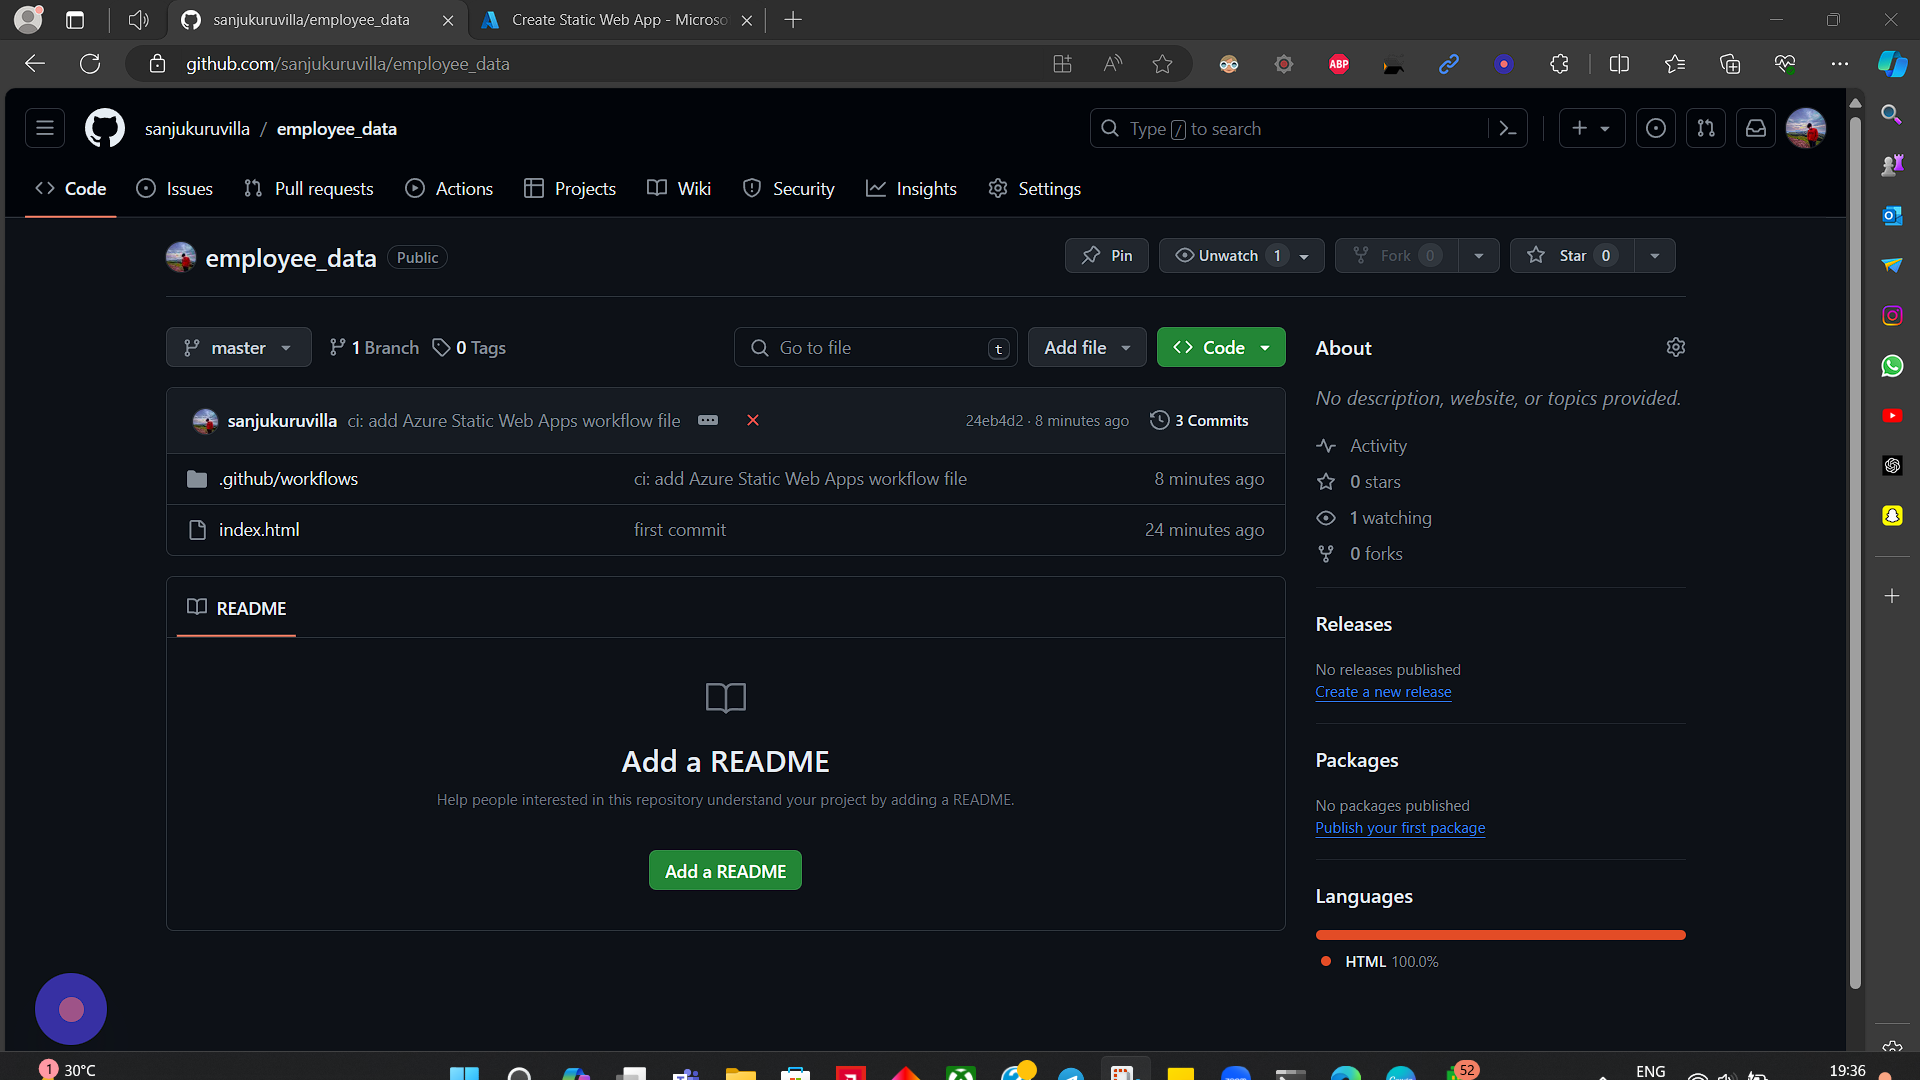 sanjukuruvilla/employee_data
Create Static Web App - Microso
github.com/sanjukuruvilla/employee_data
ABP
sanjukuruvilla / employee_data
Type / to search
Code
Issues
Pull requests
Actions
Projects
Wiki
Security
Insights
Settings
employee_data
Public
Pin
Unwatch 1
Fork 0
Star 0
master
1 Branch
0 Tags
Go to file
t
Add file
Code
sanjukuruvilla ci: add Azure Static Web Apps workflow file
24eb4d2 · 8 minutes ago
3 Commits
.github/workflows
ci: add Azure Static Web Apps workflow file
8 minutes ago
index.html
first commit
24 minutes ago
README
Add a README
Help people interested in this repository understand your project by adding a README.
Add a README
About
No description, website, or topics provided.
Activity
0 stars
1 watching
0 forks
Releases
No releases published
Create a new release
Packages
No packages published
Publish your first package
Languages
HTML 100.0%
1
30°C
52
ENG
19:36